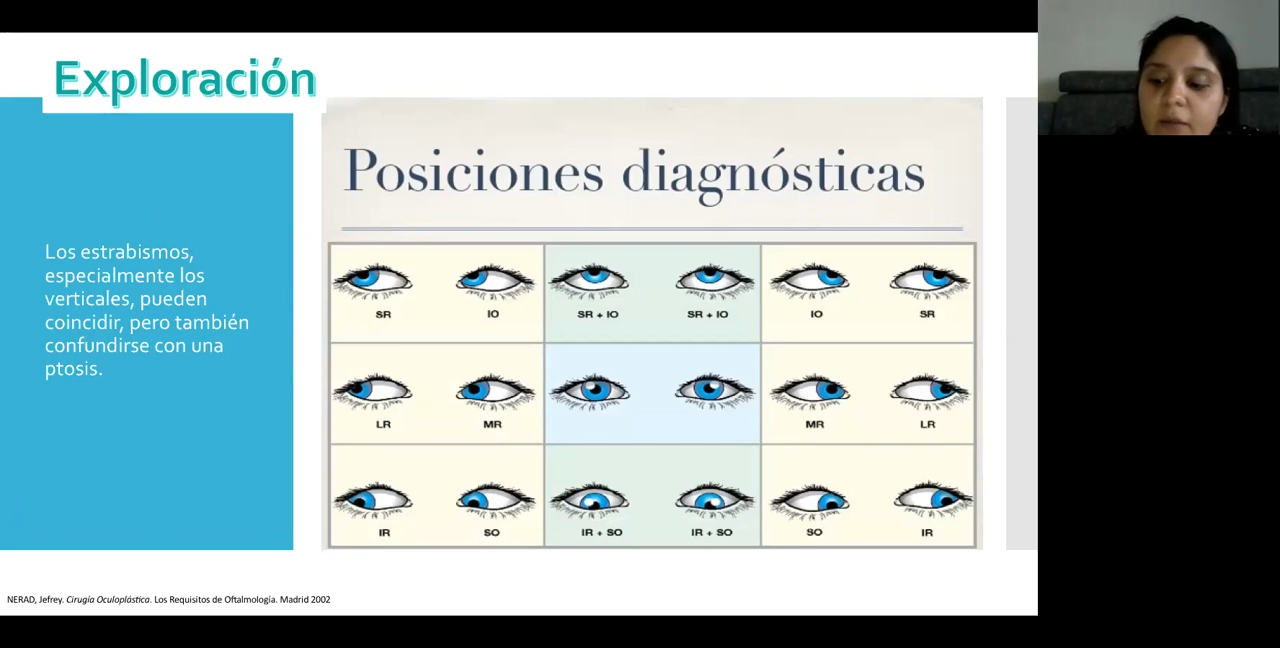 Exploración
Los estrabismos,
especialmente los
verticales, pueden
coincidir, pero también
confundirse con una
ptosis.
Posiciones diagnósticas
SR IO SR + IO SR + IO IO SR
LR MR MR LR
IR SO IR + SO IR + SO SO IR
NERAD, Jefrey. Cirugía Oculoplástica. Los Requisitos de Oftalmología. Madrid 2002